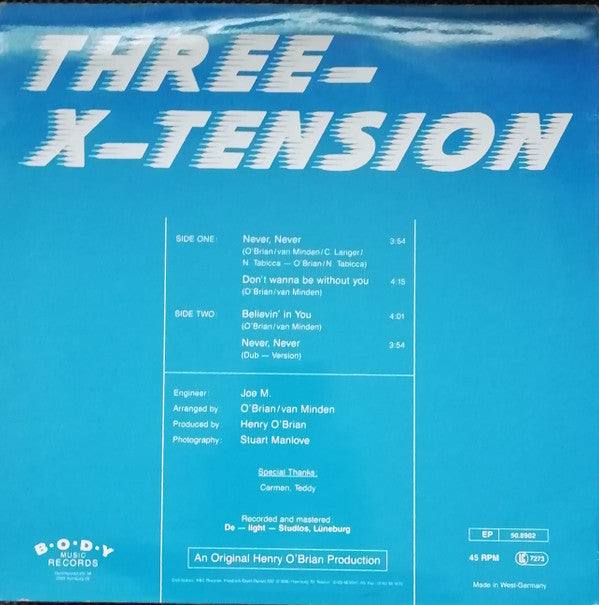 THREE-
X-TENSION
SIDE ONE: Never, Never 3:54
(O'Brian/van Minden/C. Langer/
N. Tabicca — O'Brian/N. Tabicca)
Don't wanna be without you 4:15
(O'Brian/van Minden)
SIDE TWO: Believin' in You 4:01
(O'Brian/van Minden)
Never, Never 3:54
(Dub — Version)
Engineer: Joe M.
Arranged by: O'Brian/van Minden
Produced by: Henry O'Brian
Photography: Stuart Manlove
Special Thanks:
Carmen, Teddy
Recorded and mastered:
De — light — Studios, Lüneburg
An Original Henry O'Brian Production
B·O·D·Y
MUSIC
RECORDS
EP 50.8902
45 RPM LC 7273
Made in West-Germany